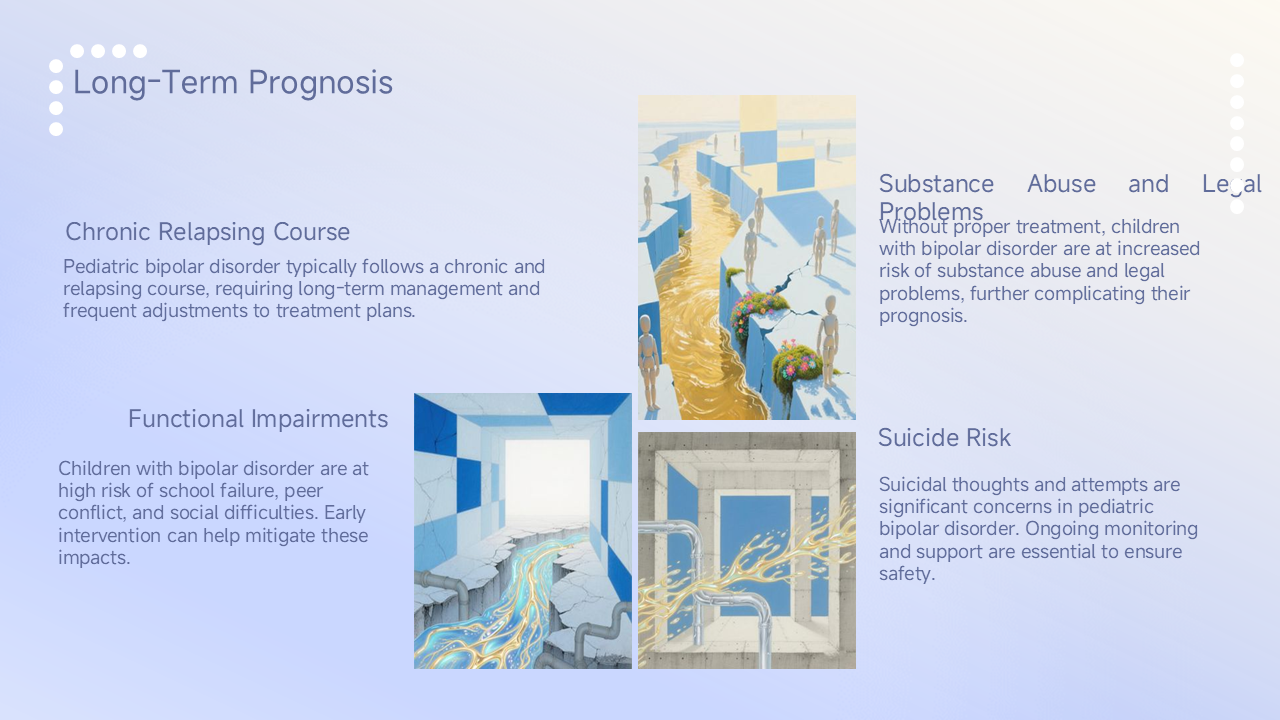 Long-Term Prognosis
Chronic Relapsing Course
Pediatric bipolar disorder typically follows a chronic and
relapsing course, requiring long-term management and
frequent adjustments to treatment plans.
Functional Impairments
Children with bipolar disorder are at
high risk of school failure, peer
conflict, and social difficulties. Early
intervention can help mitigate these
impacts.
Substance Abuse and Legal
Problems
Without proper treatment, children
with bipolar disorder are at increased
risk of substance abuse and legal
problems, further complicating their
prognosis.
Suicide Risk
Suicidal thoughts and attempts are
significant concerns in pediatric
bipolar disorder. Ongoing monitoring
and support are essential to ensure
safety.